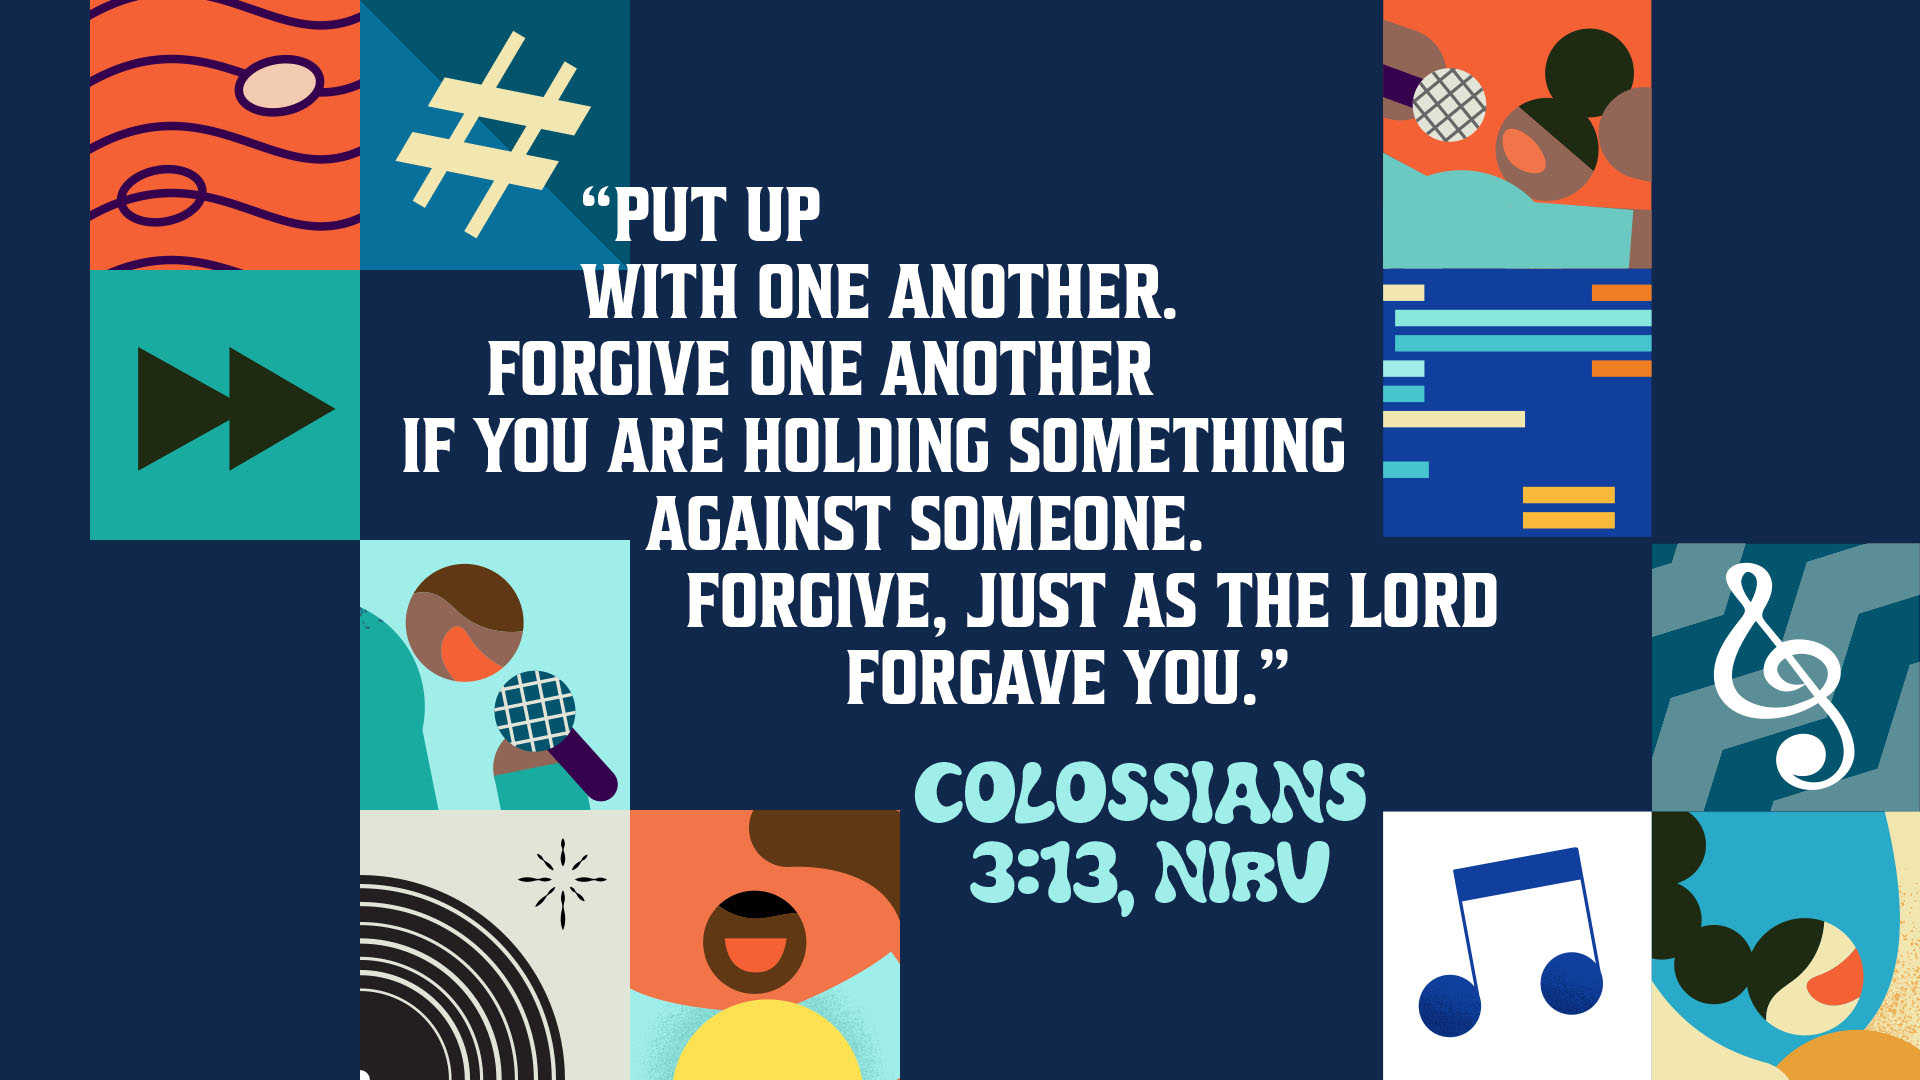 “PUT UP
WITH ONE ANOTHER.
FORGIVE ONE ANOTHER
IF YOU ARE HOLDING SOMETHING
AGAINST SOMEONE.
FORGIVE, JUST AS THE LORD
FORGAVE YOU.”
COLOSSIANS
3:13, NIRV